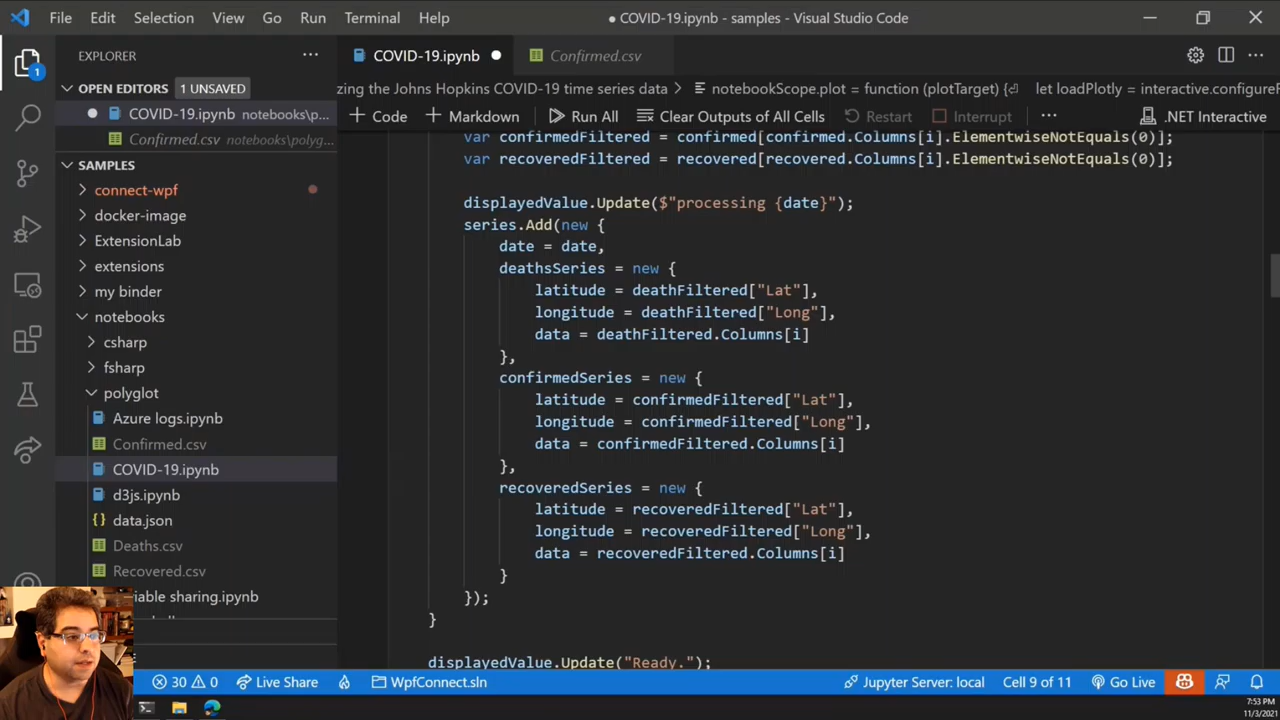 File Edit Selection View Go Run Terminal Help
● COVID-19.ipynb - samples - Visual Studio Code
EXPLORER
COVID-19.ipynb
Confirmed.csv
OPEN EDITORS 1 UNSAVED
zing the Johns Hopkins COVID-19 time series data > notebookScope.plot = function (plotTarget) {⏎ let loadPlotly = interactive.configureR
COVID-19.ipynb notebooks\p...
Confirmed.csv notebooks\polyg...
+ Code + Markdown Run All Clear Outputs of All Cells Restart Interrupt ... .NET Interactive
SAMPLES
connect-wpf
docker-image
ExtensionLab
extensions
my binder
notebooks
csharp
fsharp
polyglot
Azure logs.ipynb
Confirmed.csv
COVID-19.ipynb
d3js.ipynb
data.json
Deaths.csv
Recovered.csv
riable sharing.ipynb
var confirmedFiltered = confirmed[confirmed.Columns[i].ElementwiseNotEquals(0)];
var recoveredFiltered = recovered[recovered.Columns[i].ElementwiseNotEquals(0)];
displayedValue.Update($"processing {date}");
series.Add(new {
date = date,
deathsSeries = new {
latitude = deathFiltered["Lat"],
longitude = deathFiltered["Long"],
data = deathFiltered.Columns[i]
},
confirmedSeries = new {
latitude = confirmedFiltered["Lat"],
longitude = confirmedFiltered["Long"],
data = confirmedFiltered.Columns[i]
},
recoveredSeries = new {
latitude = recoveredFiltered["Lat"],
longitude = recoveredFiltered["Long"],
data = recoveredFiltered.Columns[i]
}
});
}
displayedValue.Update("Ready.");
30 0 Live Share WpfConnect.sln Jupyter Server: local Cell 9 of 11 Go Live
7:53 PM
11/3/2021